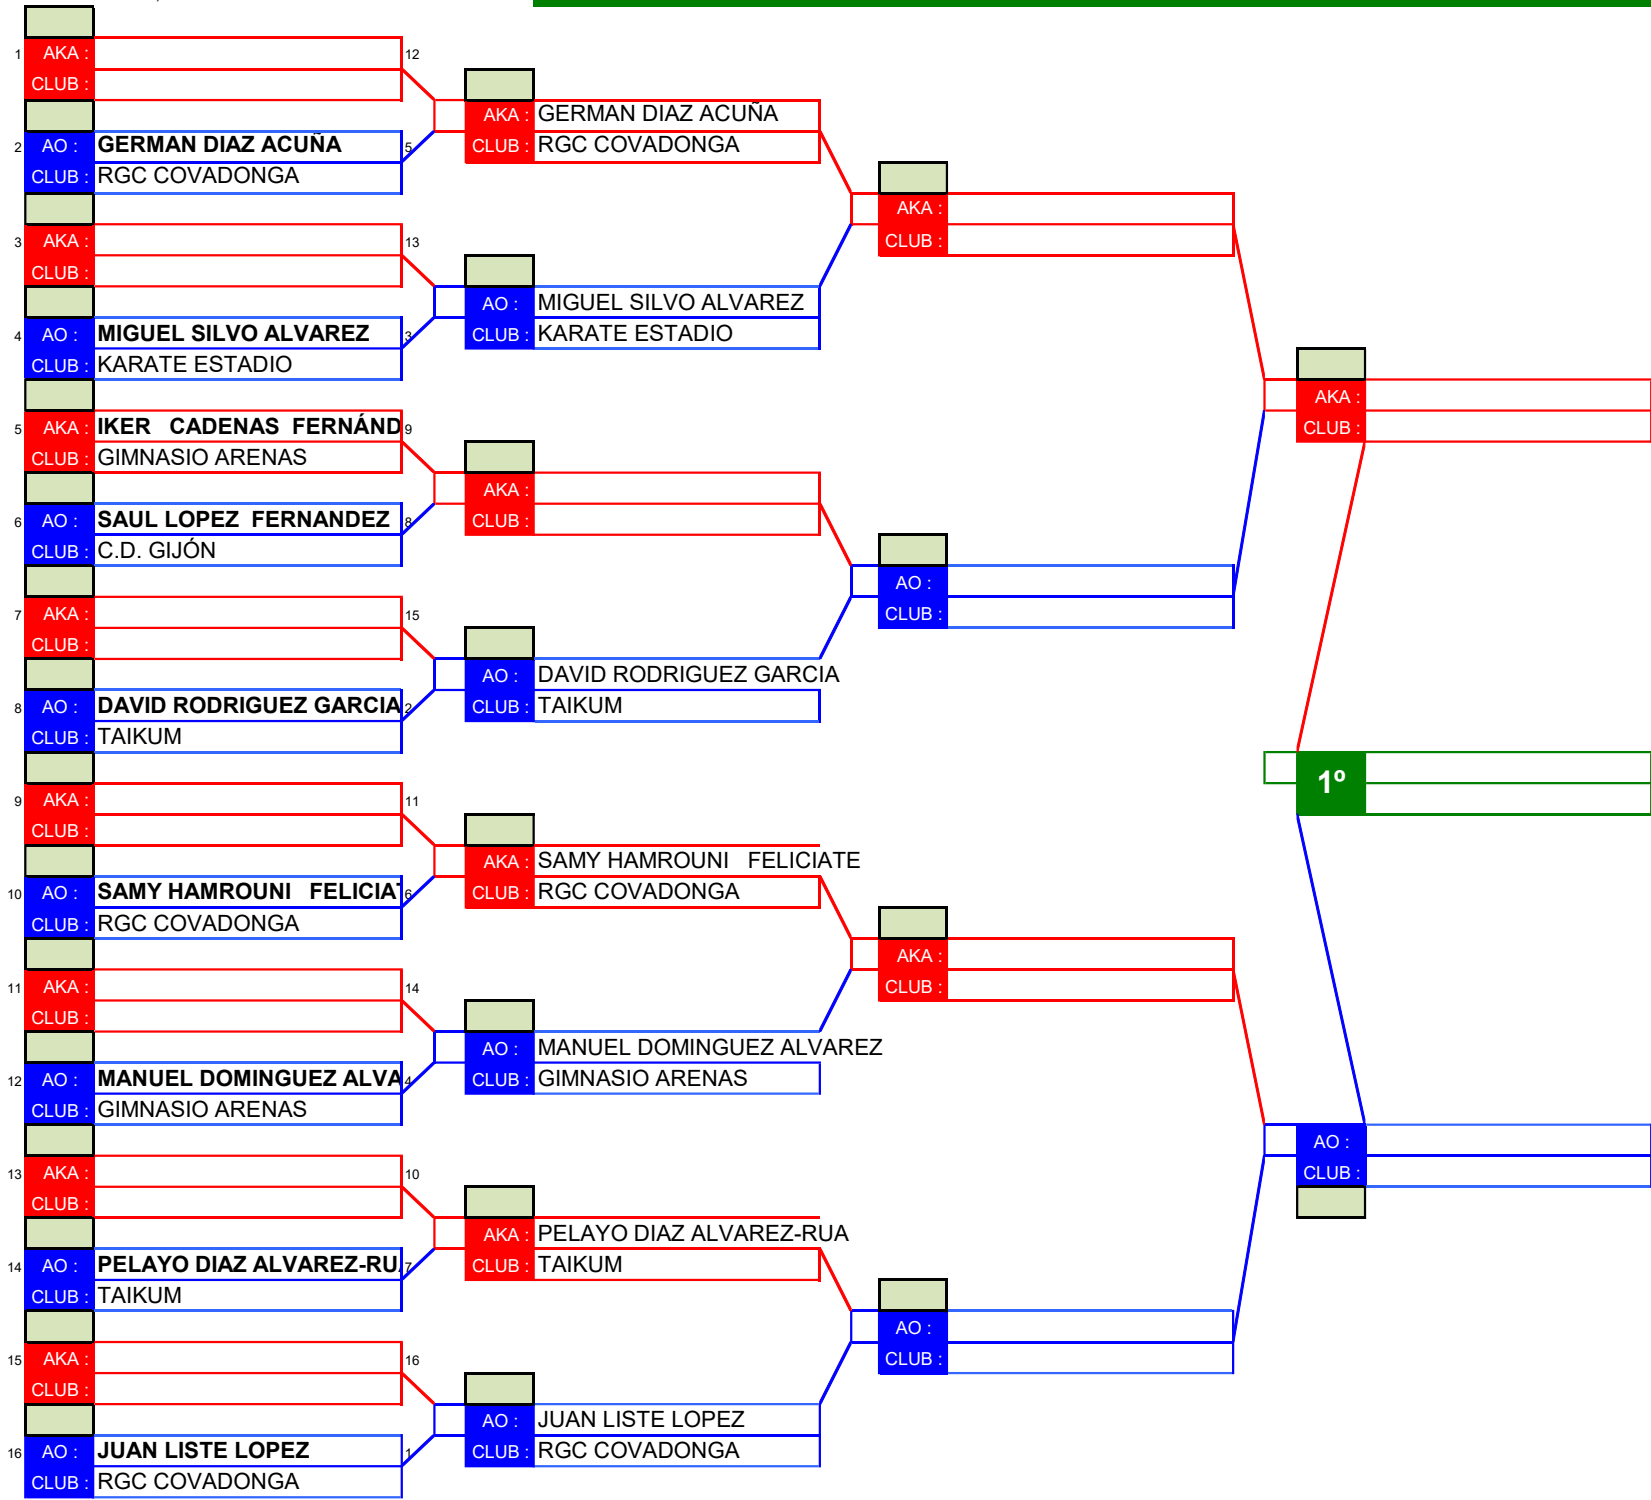 1 AKA : 12
CLUB :
2 AO : GERMAN DIAZ ACUÑA 5
CLUB : RGC COVADONGA
3 AKA : 13
CLUB :
4 AO : MIGUEL SILVO ALVAREZ 3
CLUB : KARATE ESTADIO
5 AKA : IKER CADENAS FERNÁND 9
CLUB : GIMNASIO ARENAS
6 AO : SAUL LOPEZ FERNANDEZ 8
CLUB : C.D. GIJÓN
7 AKA : 15
CLUB :
8 AO : DAVID RODRIGUEZ GARCIA 2
CLUB : TAIKUM
9 AKA : 11
CLUB :
10 AO : SAMY HAMROUNI FELICIAT 6
CLUB : RGC COVADONGA
11 AKA : 14
CLUB :
12 AO : MANUEL DOMINGUEZ ALVA 4
CLUB : GIMNASIO ARENAS
13 AKA : 10
CLUB :
14 AO : PELAYO DIAZ ALVAREZ-RU 7
CLUB : TAIKUM
15 AKA : 16
CLUB :
16 AO : JUAN LISTE LOPEZ 1
CLUB : RGC COVADONGA
AKA : GERMAN DIAZ ACUÑA
CLUB : RGC COVADONGA
AO : MIGUEL SILVO ALVAREZ
CLUB : KARATE ESTADIO
AKA :
CLUB :
AO : DAVID RODRIGUEZ GARCIA
CLUB : TAIKUM
AKA : SAMY HAMROUNI FELICIATE
CLUB : RGC COVADONGA
AO : MANUEL DOMINGUEZ ALVAREZ
CLUB : GIMNASIO ARENAS
AKA : PELAYO DIAZ ALVAREZ-RUA
CLUB : TAIKUM
AO : JUAN LISTE LOPEZ
CLUB : RGC COVADONGA
AKA :
CLUB :
AO :
CLUB :
AKA :
CLUB :
AO :
CLUB :
AKA :
CLUB :
1º
AO :
CLUB :